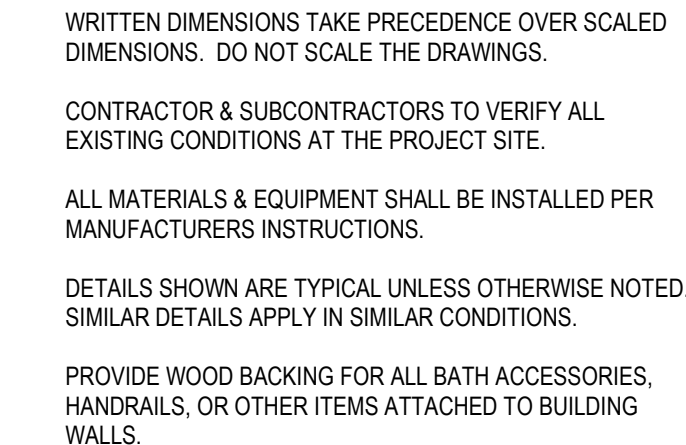 WRITTEN DIMENSIONS TAKE PRECEDENCE OVER SCALED
DIMENSIONS. DO NOT SCALE THE DRAWINGS.
CONTRACTOR & SUBCONTRACTORS TO VERIFY ALL
EXISTING CONDITIONS AT THE PROJECT SITE.
ALL MATERIALS & EQUIPMENT SHALL BE INSTALLED PER
MANUFACTURERS INSTRUCTIONS.
DETAILS SHOWN ARE TYPICAL UNLESS OTHERWISE NOTED.
SIMILAR DETAILS APPLY IN SIMILAR CONDITIONS.
PROVIDE WOOD BACKING FOR ALL BATH ACCESSORIES,
HANDRAILS, OR OTHER ITEMS ATTACHED TO BUILDING
WALLS.